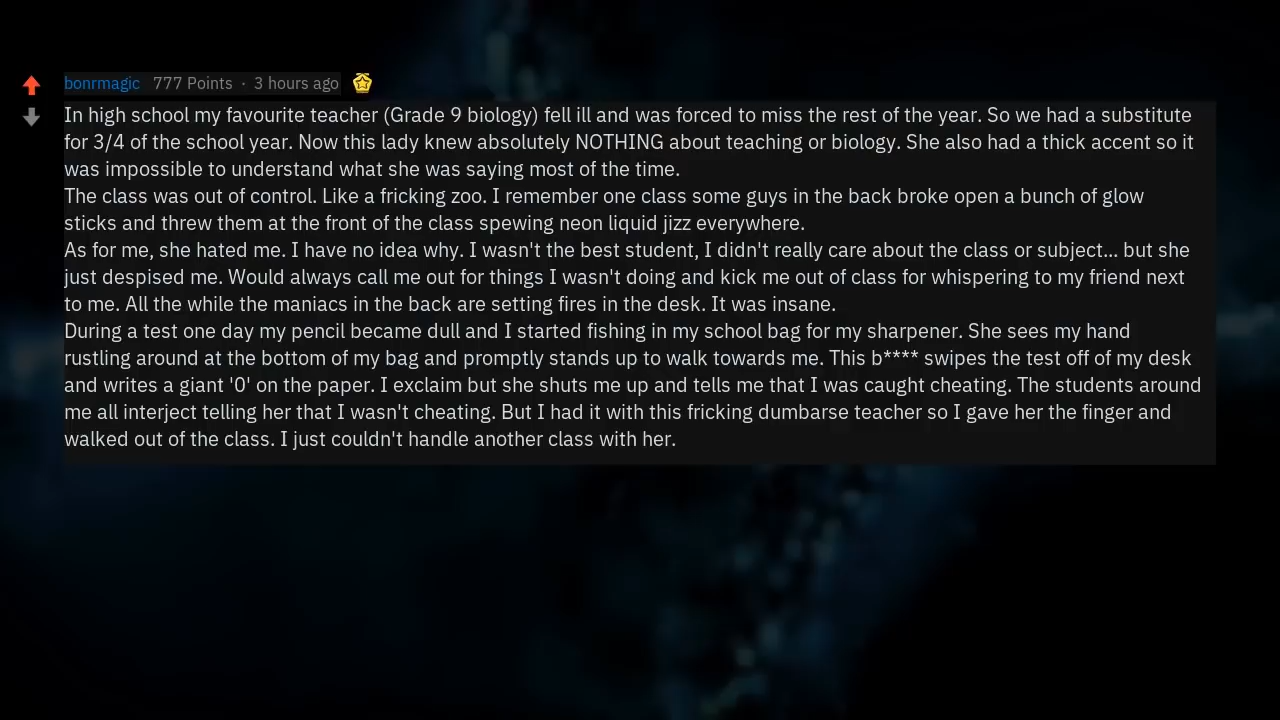 bonrmagic 777 Points · 3 hours ago
In high school my favourite teacher (Grade 9 biology) fell ill and was forced to miss the rest of the year. So we had a substitute
for 3/4 of the school year. Now this lady knew absolutely NOTHING about teaching or biology. She also had a thick accent so it
was impossible to understand what she was saying most of the time.
The class was out of control. Like a fricking zoo. I remember one class some guys in the back broke open a bunch of glow
sticks and threw them at the front of the class spewing neon liquid jizz everywhere.
As for me, she hated me. I have no idea why. I wasn't the best student, I didn't really care about the class or subject... but she
just despised me. Would always call me out for things I wasn't doing and kick me out of class for whispering to my friend next
to me. All the while the maniacs in the back are setting fires in the desk. It was insane.
During a test one day my pencil became dull and I started fishing in my school bag for my sharpener. She sees my hand
rustling around at the bottom of my bag and promptly stands up to walk towards me. This b**** swipes the test off of my desk
and writes a giant '0' on the paper. I exclaim but she shuts me up and tells me that I was caught cheating. The students around
me all interject telling her that I wasn't cheating. But I had it with this fricking dumbarse teacher so I gave her the finger and
walked out of the class. I just couldn't handle another class with her.